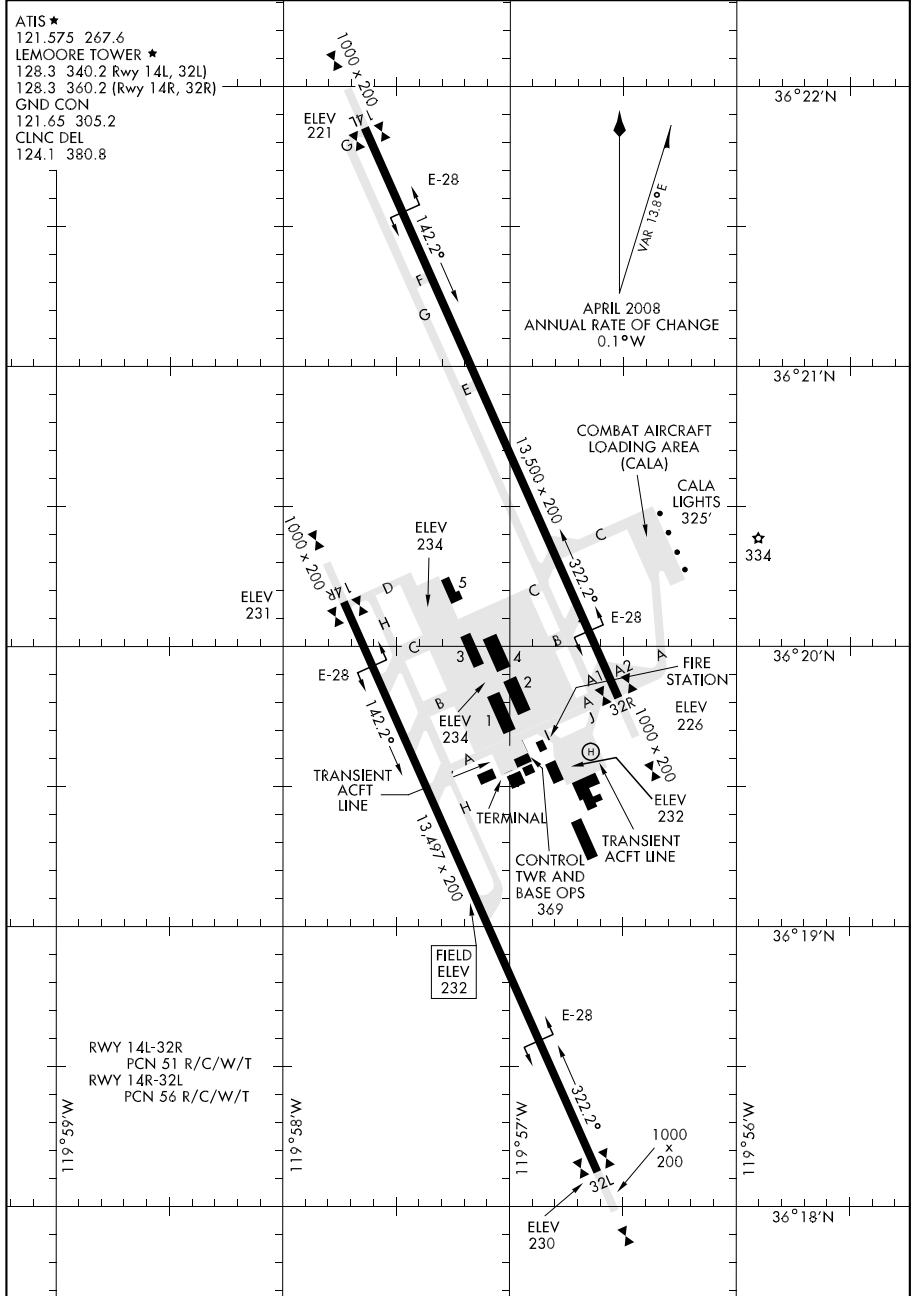 ATIS ★
121.575 267.6
LEMOORE TOWER ★
128.3 340.2 Rwy 14L, 32L)
128.3 360.2 (Rwy 14R, 32R)
GND CON
121.65 305.2
CLNC DEL
124.1 380.8
1000 x 200
36°22'N
ELEV
221
14L
G
E-28
142.2°
VAR 13.8°E
F
G
APRIL 2008
ANNUAL RATE OF CHANGE
0.1°W
36°21'N
E
13,500 x 200
COMBAT AIRCRAFT
LOADING AREA
(CALA)
CALA
LIGHTS
325'
334
C
1000 x 200
ELEV
234
322.2°
ELEV
231
14R
D
5
C
H
E-28
C
B
36°20'N
3
4
E-28
A
A1
A2
FIRE
STATION
2
B
ELEV
234
1
A
J
32R
ELEV
226
142.2°
1000 x 200
H
A
TRANSIENT
ACFT
LINE
H
TERMINAL
ELEV
232
TRANSIENT
ACFT LINE
CONTROL
TWR AND
BASE OPS
369
13,497 x 200
36°19'N
FIELD
ELEV
232
E-28
RWY 14L-32R
PCN 51 R/C/W/T
RWY 14R-32L
PCN 56 R/C/W/T
322.2°
119°59'W
119°58'W
119°57'W
119°56'W
1000
x
200
32L
36°18'N
ELEV
230